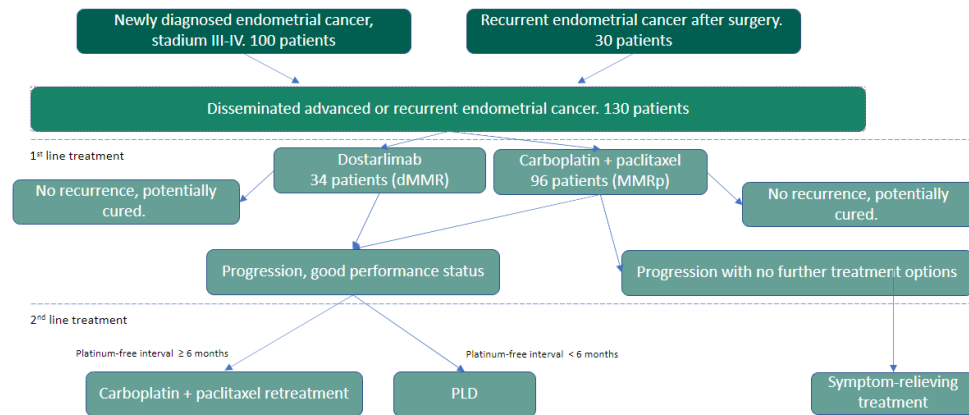 Newly diagnosed endometrial cancer,
stadium III-IV. 100 patients
Recurrent endometrial cancer after surgery.
30 patients
Disseminated advanced or recurrent endometrial cancer. 130 patients
1st line treatment
Dostarlimab
34 patients (dMMR)
Carboplatin + paclitaxel
96 patients (MMRp)
No recurrence, potentially
cured.
No recurrence, potentially
cured.
Progression, good performance status
Progression with no further treatment options
2nd line treatment
Platinum-free interval ≥ 6 months
Platinum-free interval < 6 months
Carboplatin + paclitaxel retreatment
PLD
Symptom-relieving
treatment